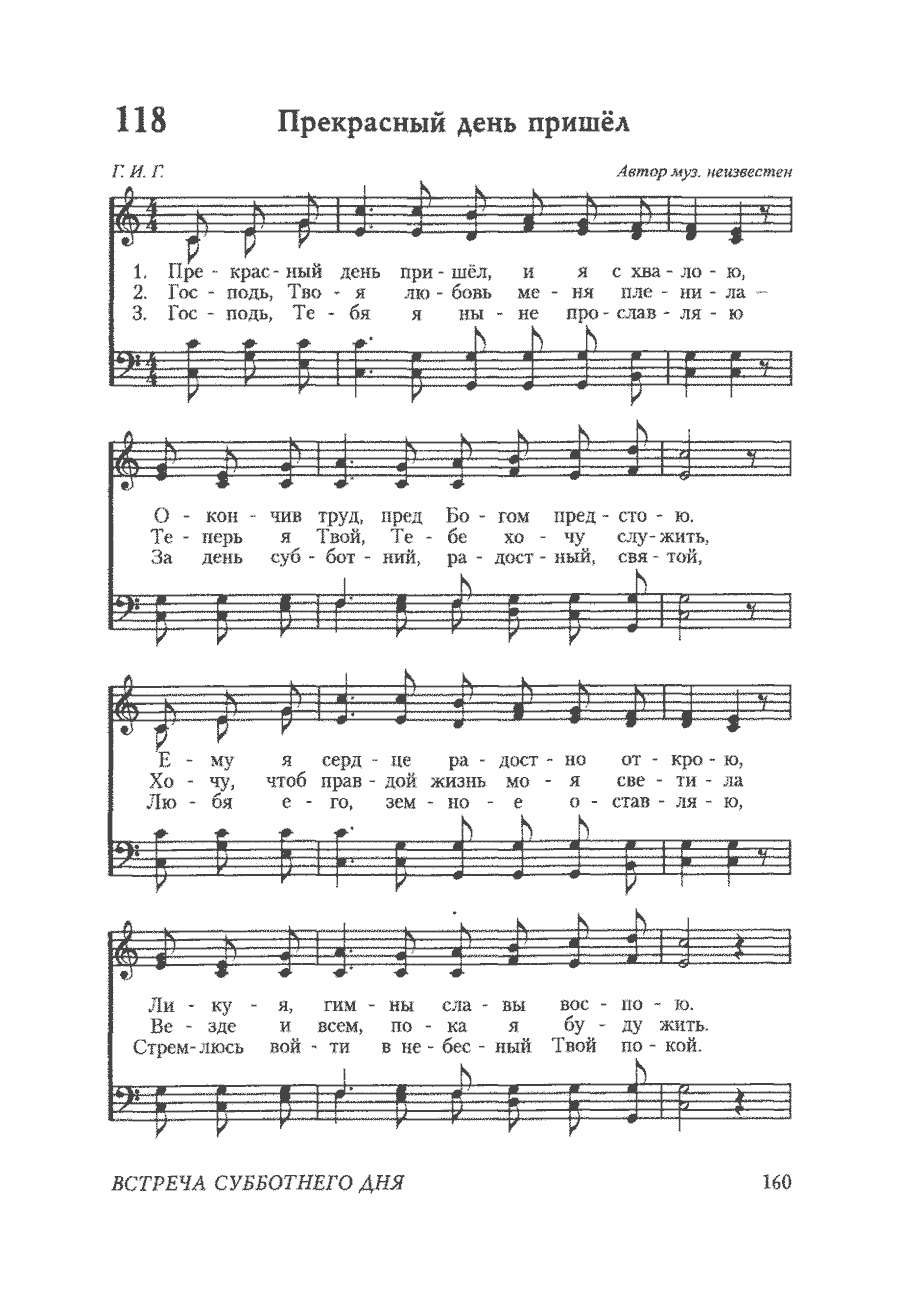 118 Прекрасный день пришёл
Г. И. Г. Автор муз. неизвестен
1. Пре - крас - ный день при - шёл, и я с хва - ло - ю,
2. Гос - подь, Тво - я лю - бовь ме - ня пле - ни - ла –
3. Гос - подь, Те - бя я ны - не про - слав - ля - ю
О - кон - чив труд, пред Бо - гом пред - сто - ю.
Те - перь я Твой, Те - бе хо - чу слу - жить,
За день суб - бот - ний, ра - дост - ный, свя - той,
Е - му я серд - це ра - дост - но от - кро - ю,
Хо - чу, чтоб прав - дой жизнь мо - я све - ти - ла
Лю - бя е - го, зем - но - е о - став - ля - ю,
Ли - ку - я, гим - ны сла - вы вос - по - ю.
Ве - зде и всем, по - ка я бу - ду жить.
Стрем - люсь вой - ти в не - бес - ный Твой по - кой.
ВСТРЕЧА СУББОТНЕГО ДНЯ 160